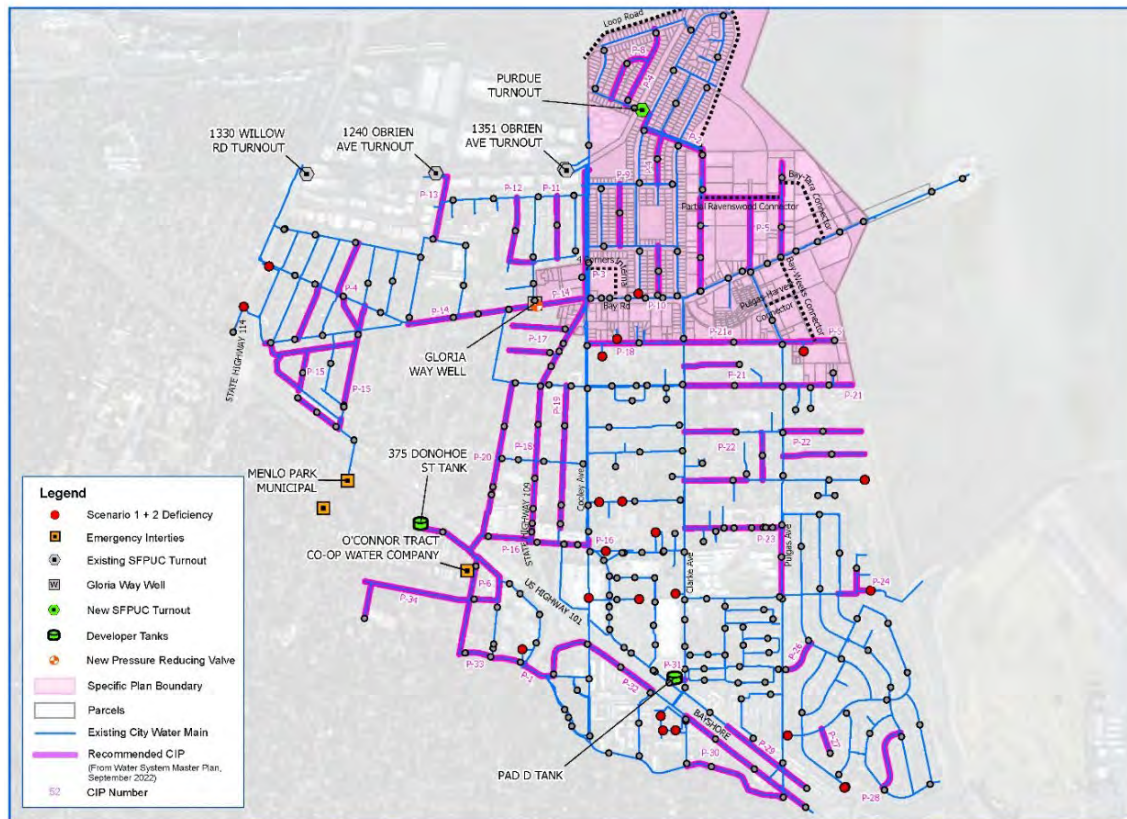 Loop Road
P-8
P-4
PURDUE
TURNOUT
P-2
1330 WILLOW
RD TURNOUT
1240 OBRIEN
AVE TURNOUT
1351 OBRIEN
AVE TURNOUT
P-13
P-12
P-11
P-9
Partial Ravenswood Connector
Bay-Tara Connector
P-5
P-3
P-4
P-14
P-14
Bay Rd
P-10
Pulgas-Harvest
Connector
Bay-Weeks Connector
P-5
GLORIA
WAY WELL
P-17
P-18
P-21e
STATE HIGHWAY 114
P-15
P-15
P-21
P-21
P-19
P-18
P-20
375 DONOHOE
ST TANK
P-22
P-22
MENLO PARK
MUNICIPAL
STATE HIGHWAY 109
Cooley Ave
O'CONNOR TRACT
CO-OP WATER COMPANY
P-16
P-16
P-23
Pulgas Ave
Clarke Ave
US HIGHWAY 101
P-6
P-34
P-24
P-26
P-33
P-1
P-31
P-32
BAYSHORE
P-29
P-27
P-30
P-28
PAD D TANK
Legend
Scenario 1 + 2 Deficiency
Emergency Interties
Existing SFPUC Turnout
W
Gloria Way Well
New SFPUC Turnout
Developer Tanks
New Pressure Reducing Valve
Specific Plan Boundary
Parcels
Existing City Water Main
Recommended CIP
(From Water System Master Plan,
September 2022)
52
CIP Number